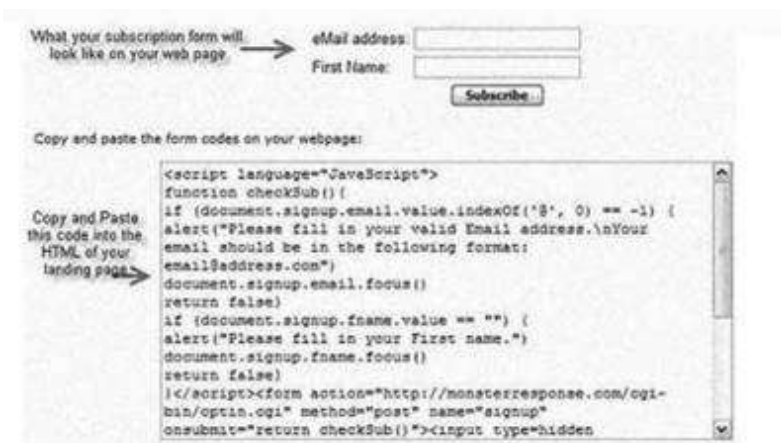 What your subscription form will
look like on your web page
eMail address:
First Name:
Subscribe
Copy and paste the form codes on your webpage:
Copy and Paste
this code into the
HTML of your
landing page
<script language="JavaScript">
function checkSub(){
if (document.signup.email.value.indexOf('@', 0) == -1) {
alert("Please fill in your valid Email address.\nYour
email should be in the following format:
email@address.com")
document.signup.email.focus()
return false}
if (document.signup.fname.value == "") {
alert("Please fill in your First name.")
document.signup.fname.focus()
return false}
}</script><form action="http://monsterresponse.com/cgi-
bin/optin.cgi" method="post" name="signup"
onsubmit="return checkSub()"><input type=hidden